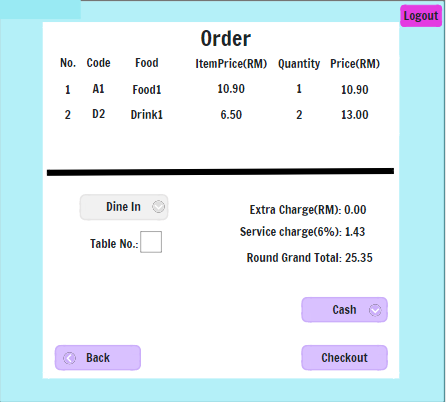 Logout
Order
No. Code Food ItemPrice(RM) Quantity Price(RM)
1 A1 Food1 10.90 1 10.90
2 D2 Drink1 6.50 2 13.00
Dine In
Extra Charge(RM): 0.00
Table No.:
Service charge(6%): 1.43
Round Grand Total: 25.35
Cash
Back
Checkout